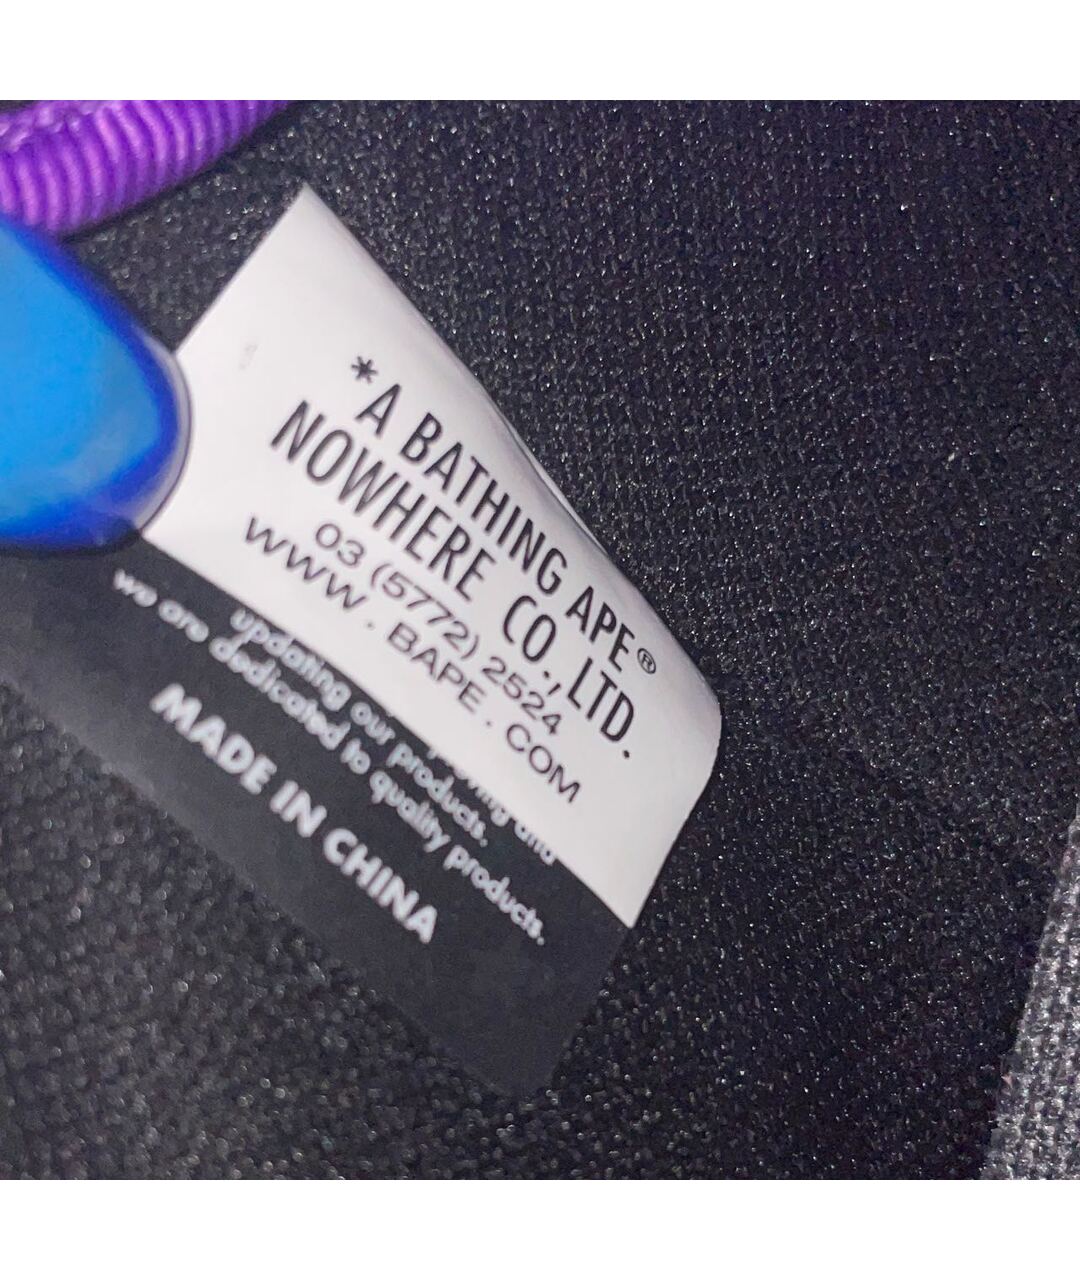 *A BATHING APE®
NOWHERE CO., LTD.
03 (5772) 2524
WWW . BAPE . COM
and
updating our products.
we are dedicated to quality products.
MADE IN CHINA